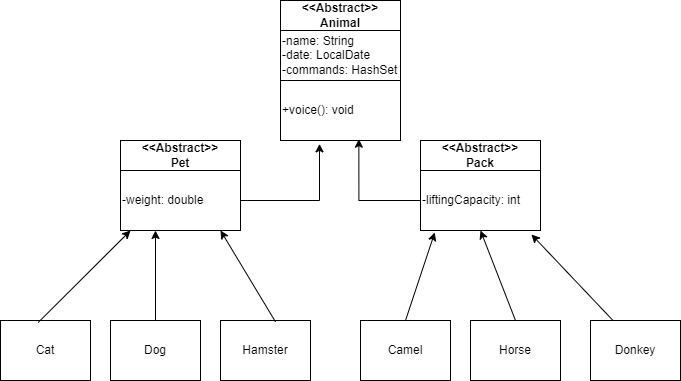 <<Abstract>>
Animal
-name: String
-date: LocalDate
-commands: HashSet
+voice(): void
<<Abstract>>
Pet
-weight: double
<<Abstract>>
Pack
-liftingCapacity: int
Cat
Dog
Hamster
Camel
Horse
Donkey